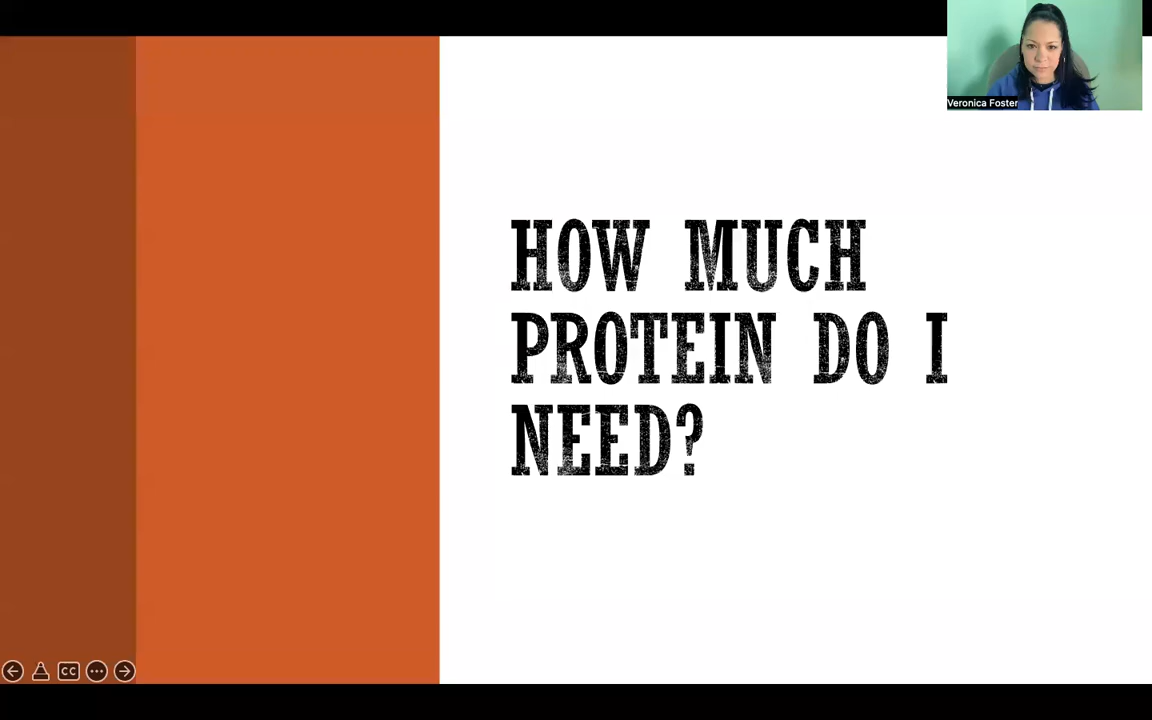 Veronica Foster
HOW MUCH
PROTEIN DO I
NEED?
CC